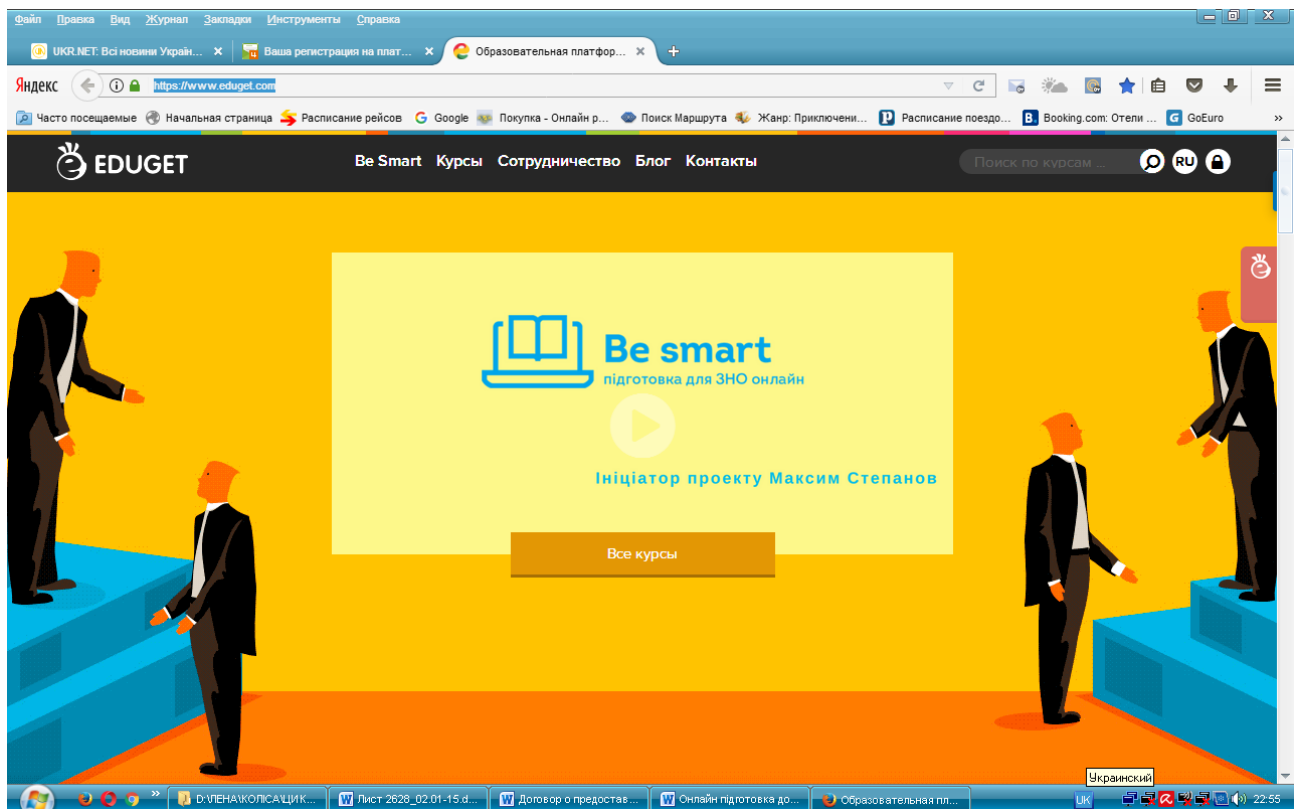 Файл Правка Вид Журнал Закладки Инструменты Справка
UKR.NET: Всі новини Україн... Ваша регистрация на плат... Образовательная платфор...
Яндекс https://www.eduget.com
Часто посещаемые Начальная страница Расписание рейсов Google Покупка - Онлайн р... Поиск Маршрута Жанр: Приключени... Расписание поездо... Booking.com: Отели ... GoEuro
EDUGET Be Smart Курсы Сотрудничество Блог Контакты Поиск по курсам ... RU
Be smart
підготовка для ЗНО онлайн
Ініціатор проекту Максим Степанов
Все курсы
Украинский
D:\ЛЕНА\КОЛІСА\ЦИК... Лист 2628_02.01-15.d... Договор о предостав... Онлайн підготовка до... Образовательная пл... UK 22:55